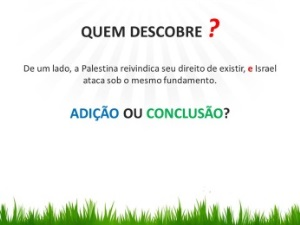 QUEM DESCOBRE ?
De um lado, a Palestina reivindica seu direito de existir, e Israel
ataca sob o mesmo fundamento.
ADIÇÃO OU CONCLUSÃO?